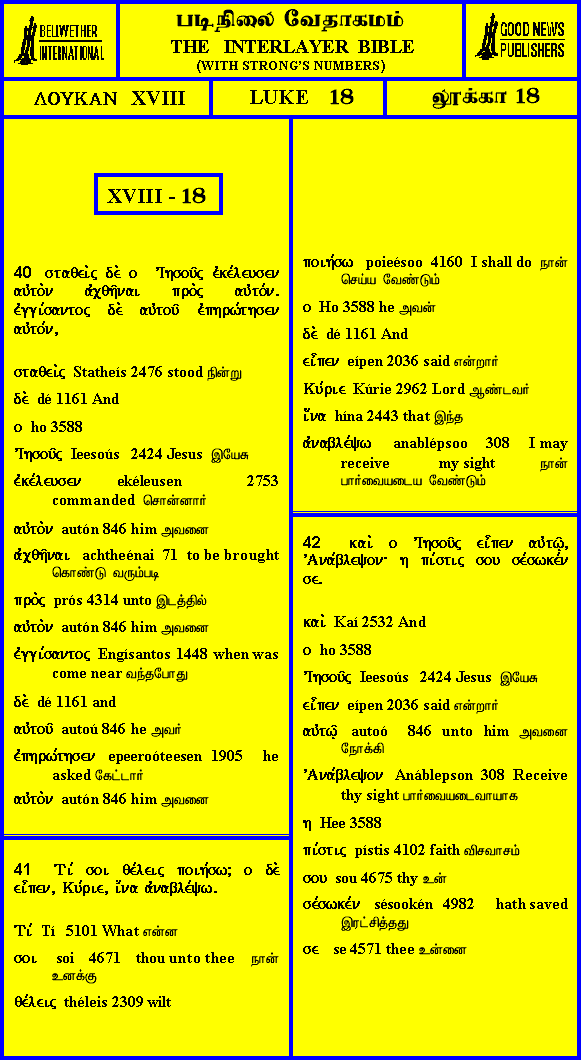 BELLWETHER
INTERNATIONAL
படிநிலை வேதாகமம்
THE INTERLAYER BIBLE
(WITH STRONG'S NUMBERS)
GOOD NEWS
PUBLISHERS
ΛΟΥΚΑΝ XVIII
LUKE 18
லூக்கா 18
XVIII - 18
40 σταθεὶς δὲ ο Ἰησοῦς ἐκέλευσεν
αὐτὸν ἀχθῆναι πρὸς αὐτόν.
ἐγγίσαντος δὲ αὐτοῦ ἐπηρώτησεν
αὐτόν,
σταθεὶς Statheís 2476 stood நின்று
δὲ dé 1161 And
ο ho 3588
Ἰησοῦς Ieesoús 2424 Jesus இயேசு
ἐκέλευσεν ekéleusen 2753
commanded சொன்னார்
αὐτὸν autón 846 him அவனை
ἀχθῆναι achtheénai 71 to be brought
கொண்டு வரும்படி
πρὸς prós 4314 unto இடத்தில்
αὐτὸν autón 846 him அவனை
ἐγγίσαντος Engísantos 1448 when was
come near வந்தபோது
δὲ dé 1161 and
αὐτοῦ autoú 846 he அவர்
ἐπηρώτησεν epeeroóteesen 1905 he
asked கேட்டார்
αὐτὸν autón 846 him அவனை
41 Τί σοι θέλεις ποιήσω; ο δὲ
εἶπεν, Κύριε, ἵνα ἀναβλέψω.
Τί Tí 5101 What என்ன
σοι soi 4671 thou unto thee நான்
உனக்கு
θέλεις théleis 2309 wilt
ποιήσω poieésoo 4160 I shall do நான்
செய்ய வேண்டும்
ο Ho 3588 he அவன்
δὲ dé 1161 And
εἶπεν eípen 2036 said என்றார்
Κύριε Kúrie 2962 Lord ஆண்டவர்
ἵνα hína 2443 that இந்த
ἀναβλέψω anablépsoo 308 I may
receive my sight நான்
பார்வையடைய வேண்டும்
42 καὶ ο Ἰησοῦς εἶπεν αὐτῷ,
Ἀνάβλεψον· η πίστις σου σέσωκέν
σε.
καὶ Kaí 2532 And
ο ho 3588
Ἰησοῦς Ieesoús 2424 Jesus இயேசு
εἶπεν eípen 2036 said என்றார்
αὐτῷ autoó 846 unto him அவனை
நோக்கி
Ἀνάβλεψον Anáblepson 308 Receive
thy sight பார்வையடைவாயாக
η Hee 3588
πίστις pístis 4102 faith விசவாசம்
σου sou 4675 thy உன்
σέσωκέν sésookén 4982 hath saved
இரட்சித்தது
σε se 4571 thee உன்னை